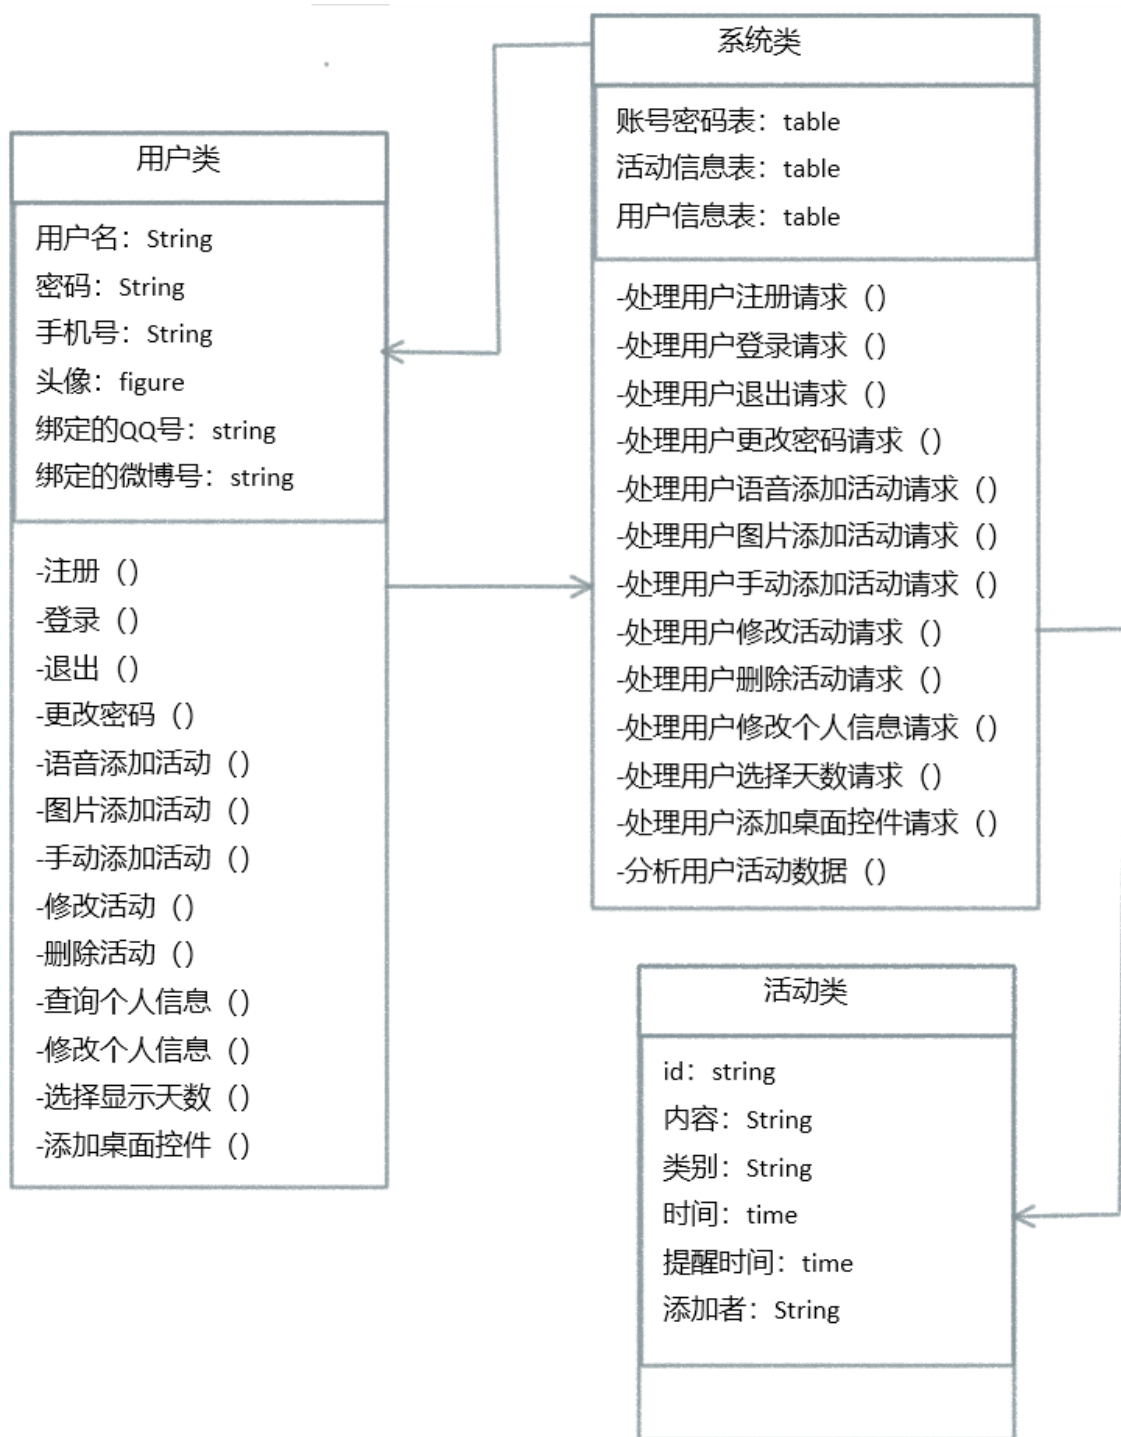 系统类
账号密码表：table
活动信息表：table
用户信息表：table
-处理用户注册请求（）
-处理用户登录请求（）
-处理用户退出请求（）
-处理用户更改密码请求（）
-处理用户语音添加活动请求（）
-处理用户图片添加活动请求（）
-处理用户手动添加活动请求（）
-处理用户修改活动请求（）
-处理用户删除活动请求（）
-处理用户修改个人信息请求（）
-处理用户选择天数请求（）
-处理用户添加桌面控件请求（）
-分析用户活动数据（）
用户类
用户名：String
密码：String
手机号：String
头像：figure
绑定的QQ号：string
绑定的微博号：string
-注册（）
-登录（）
-退出（）
-更改密码（）
-语音添加活动（）
-图片添加活动（）
-手动添加活动（）
-修改活动（）
-删除活动（）
-查询个人信息（）
-修改个人信息（）
-选择显示天数（）
-添加桌面控件（）
活动类
id：string
内容：String
类别：String
时间：time
提醒时间：time
添加者：String